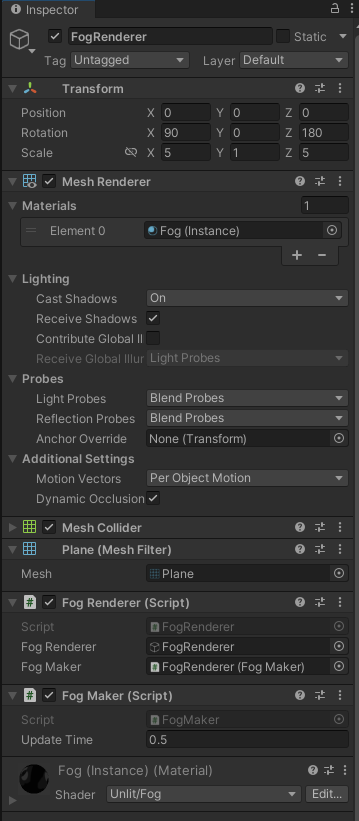 Inspector
FogRenderer Static
Tag Untagged Layer Default
Transform
Position X 0 Y 0 Z 0
Rotation X 90 Y 0 Z 180
Scale X 5 Y 1 Z 5
Mesh Renderer
Materials 1
Element 0 Fog (Instance)
+ −
Lighting
Cast Shadows On
Receive Shadows
Contribute Global Il
Receive Global Illur Light Probes
Probes
Light Probes Blend Probes
Reflection Probes Blend Probes
Anchor Override None (Transform)
Additional Settings
Motion Vectors Per Object Motion
Dynamic Occlusion
Mesh Collider
Plane (Mesh Filter)
Mesh Plane
# Fog Renderer (Script)
Script # FogRenderer
Fog Renderer FogRenderer
Fog Maker # FogRenderer (Fog Maker)
# Fog Maker (Script)
Script # FogMaker
Update Time 0.5
Fog (Instance) (Material)
Shader Unlit/Fog Edit...